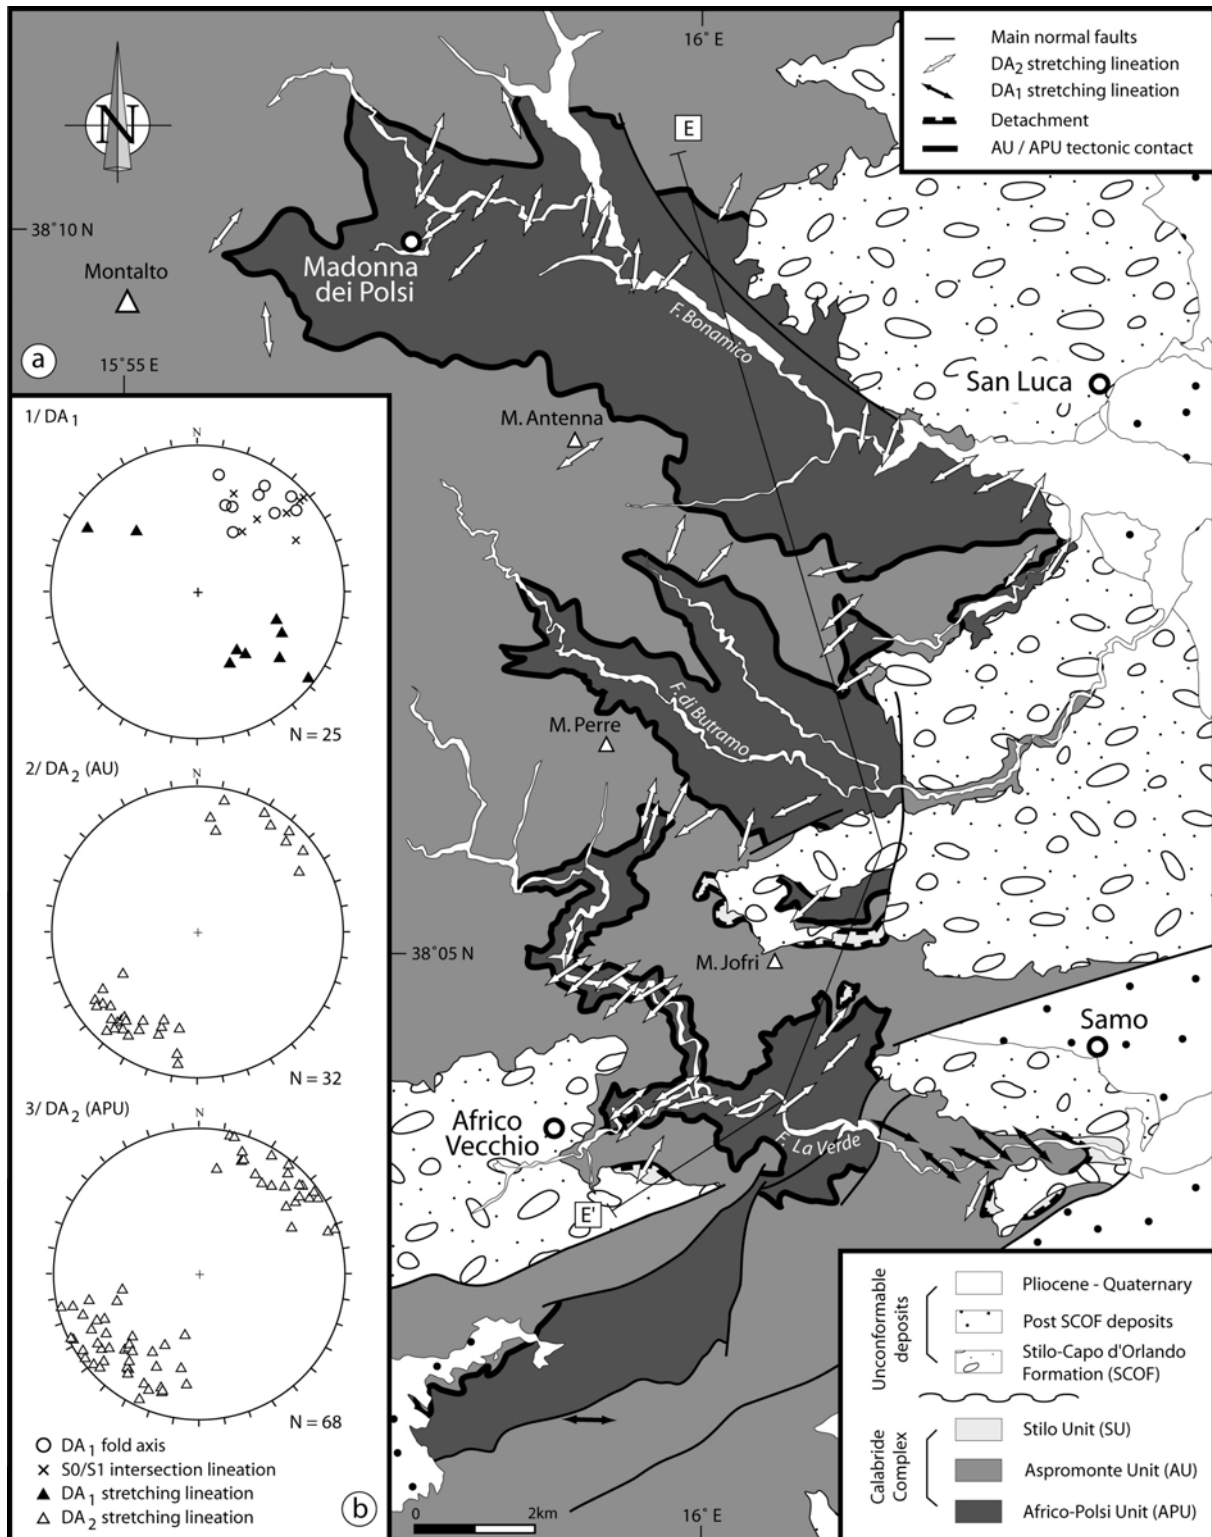 16° E
Main normal faults
DA2 stretching lineation
DA1 stretching lineation
Detachment
AU / APU tectonic contact
N
E
38°10 N
Montalto
Madonna
dei Polsi
F. Bonamico
San Luca
a
15°55 E
M. Antenna
1/ DA1
N
N = 25
M. Perre
F. di Butramo
2/ DA2 (AU)
N
N = 32
38°05 N
M. Jofri
Samo
3/ DA2 (APU)
N
N = 68
Africo
Vecchio
F. La Verde
E'
DA1 fold axis
S0/S1 intersection lineation
DA1 stretching lineation
DA2 stretching lineation
b
0 2km
16° E
Unconformable
deposits
Pliocene - Quaternary
Post SCOF deposits
Stilo-Capo d'Orlando
Formation (SCOF)
Calabride
Complex
Stilo Unit (SU)
Aspromonte Unit (AU)
Africo-Polsi Unit (APU)